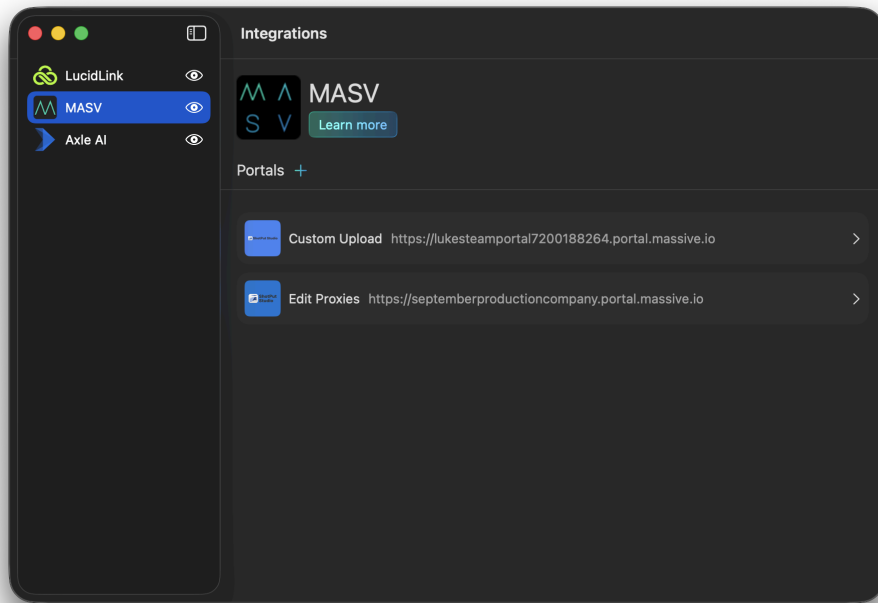 Integrations
LucidLink
MASV
Axle AI
M Λ
S V
MASV
Learn more
Portals +
Custom Upload https://lukesteamportal7200188264.portal.massive.io
Edit Proxies https://septemberproductioncompany.portal.massive.io